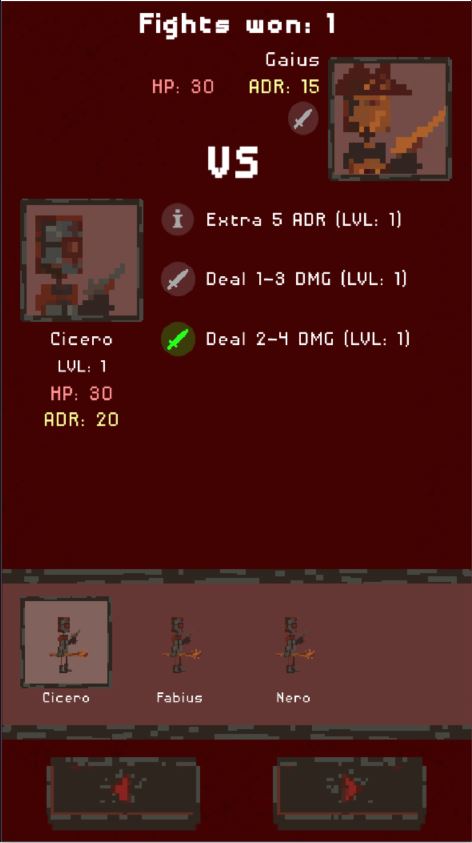 Fights won: 1
Gaius
HP: 30 ADR: 15
VS
Extra 5 ADR (LVL: 1)
Deal 1-3 DMG (LVL: 1)
Deal 2-4 DMG (LVL: 1)
Cicero
LVL: 1
HP: 30
ADR: 20
Cicero Fabius Nero